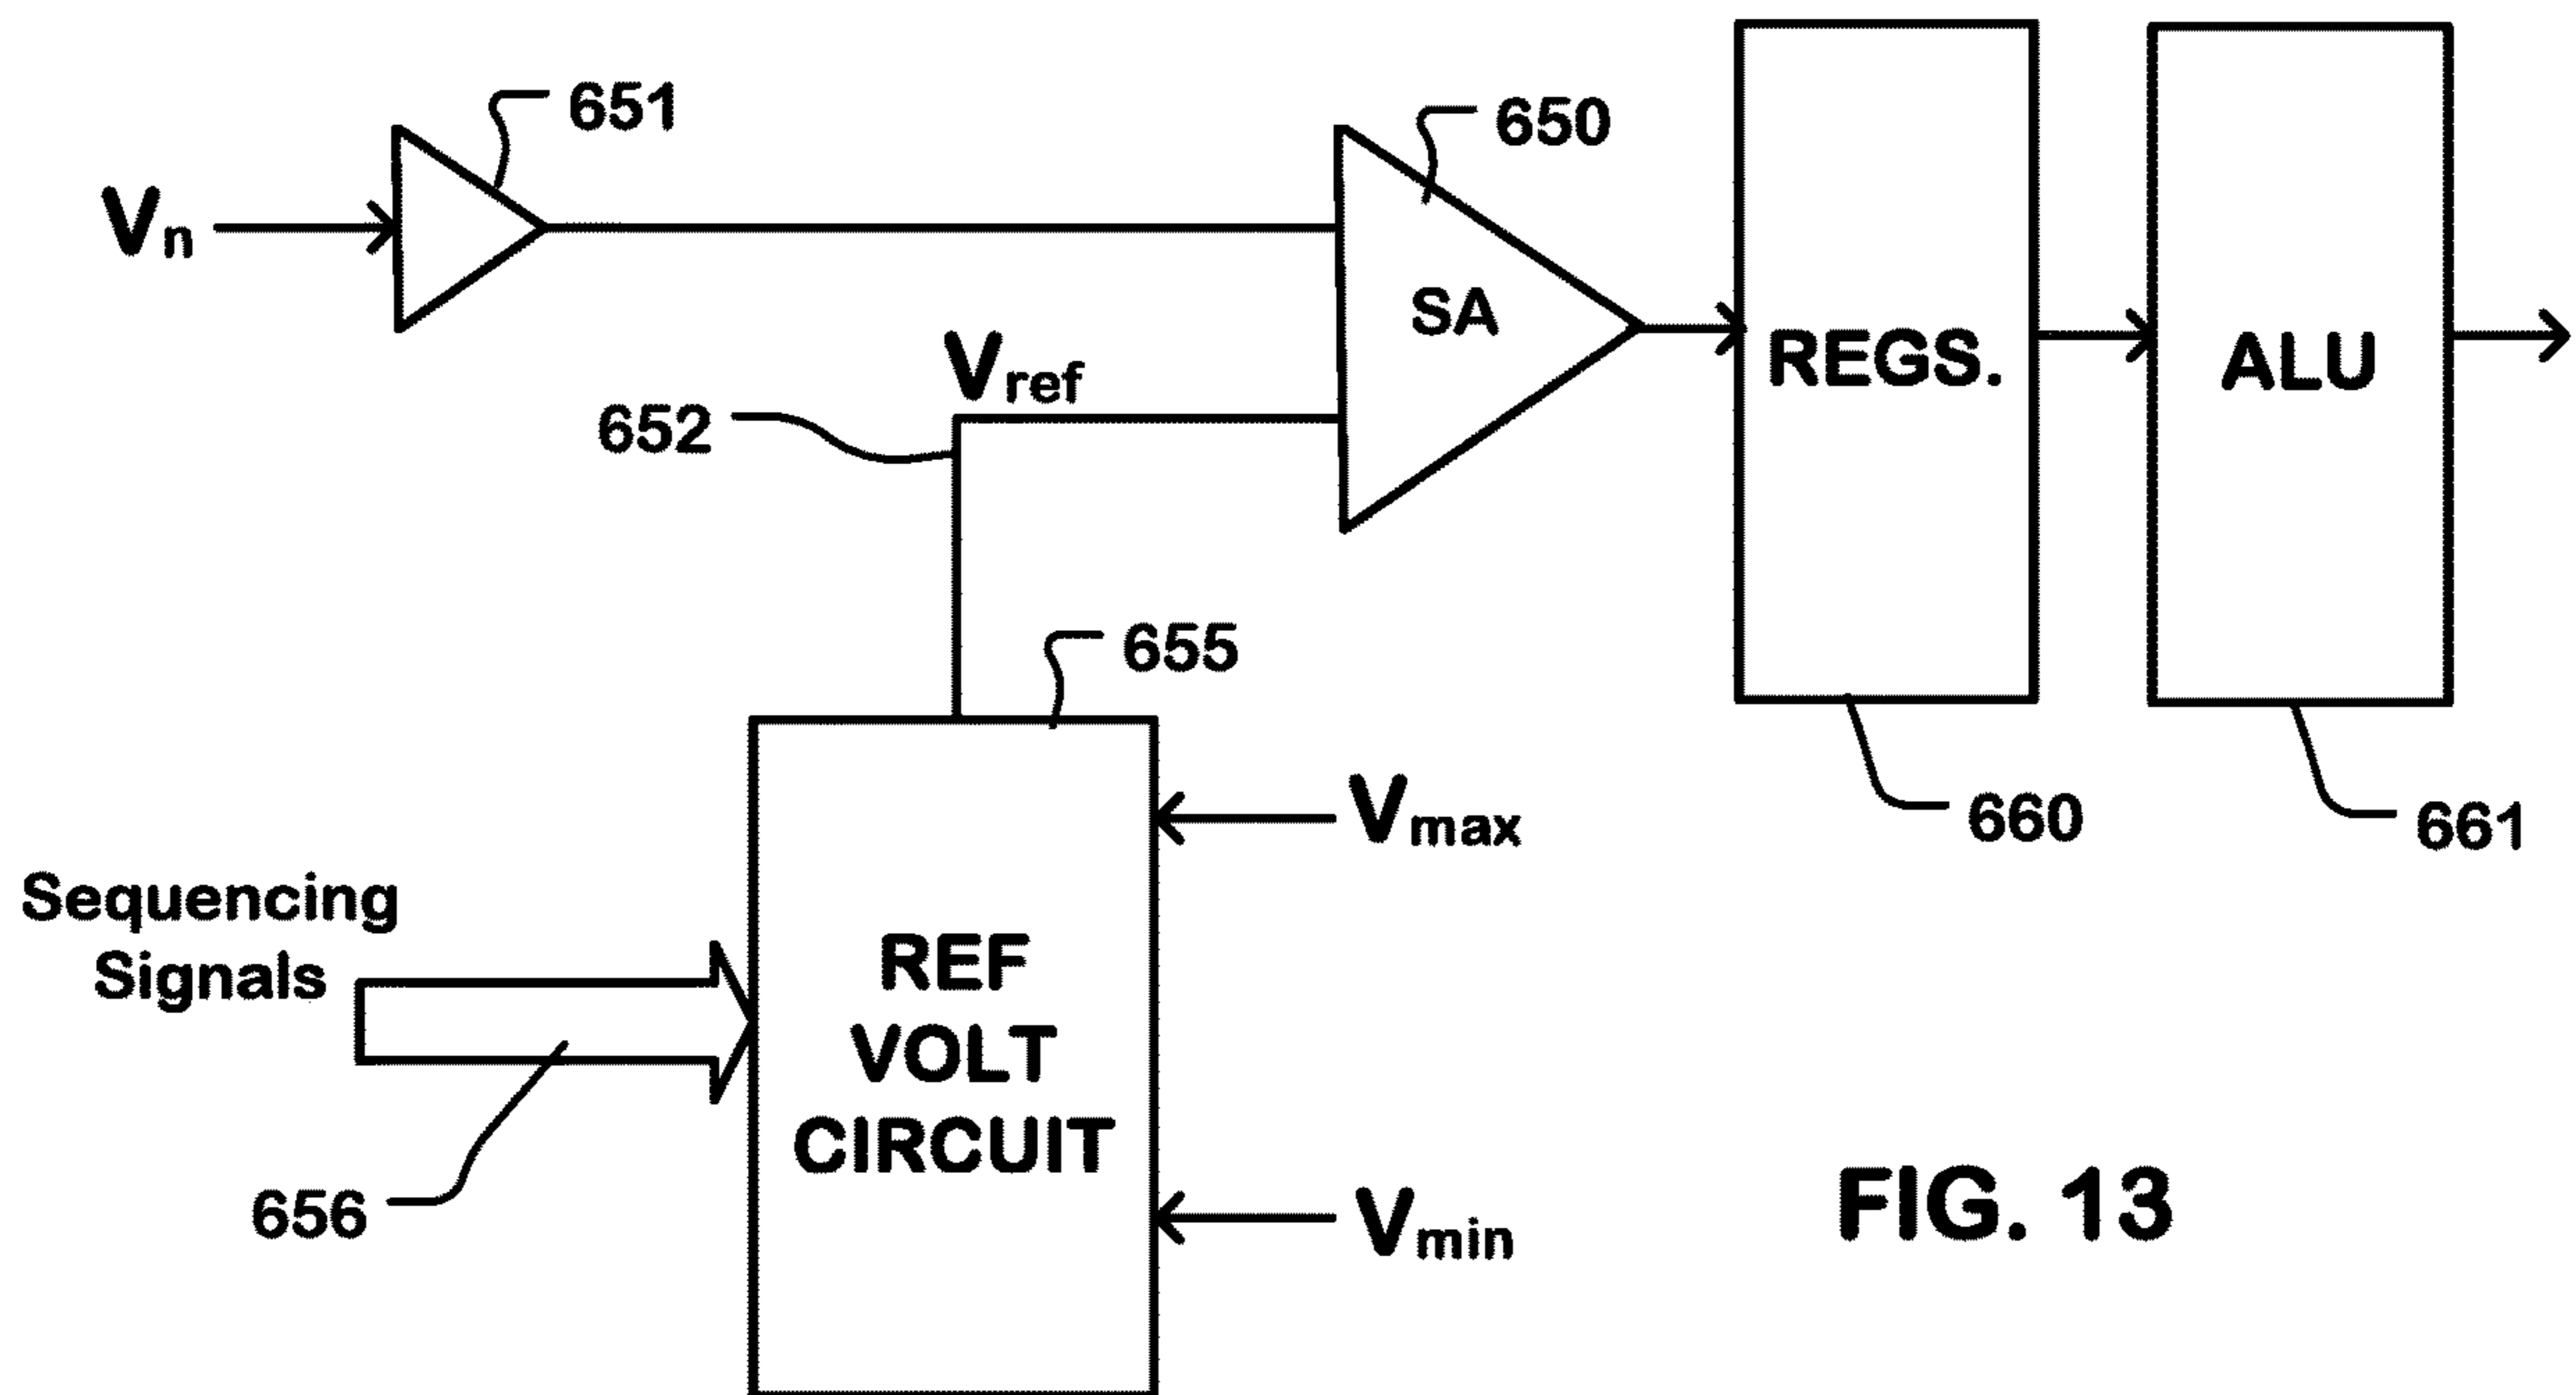 651
650
Vn
SA
REGS.
ALU
Vref
652
655
Vmax
660
661
Sequencing
Signals
REF
VOLT
CIRCUIT
656
Vmin
FIG. 13